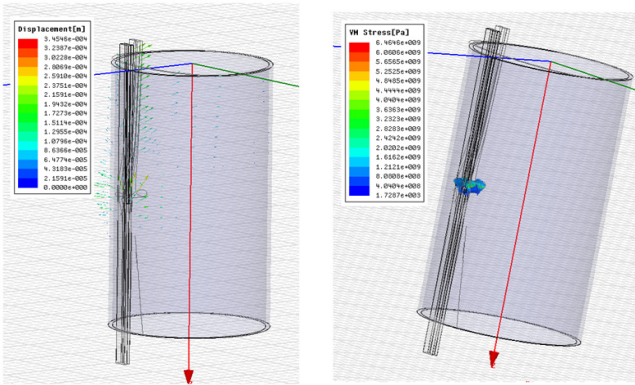 Displacement[m]
3.4546e-004
3.2387e-004
3.0228e-004
2.8069e-004
2.5910e-004
2.3751e-004
2.1591e-004
1.9432e-004
1.7273e-004
1.5114e-004
1.2955e-004
1.0796e-004
8.6366e-005
6.4774e-005
4.3183e-005
2.1591e-005
0.0000e+000
VM Stress[Pa]
6.4646e+009
6.0606e+009
5.6565e+009
5.2525e+009
4.8485e+009
4.4444e+009
4.0404e+009
3.6363e+009
3.2323e+009
2.8283e+009
2.4242e+009
2.0202e+009
1.6162e+009
1.2121e+009
8.0808e+008
4.0404e+008
1.7287e+003